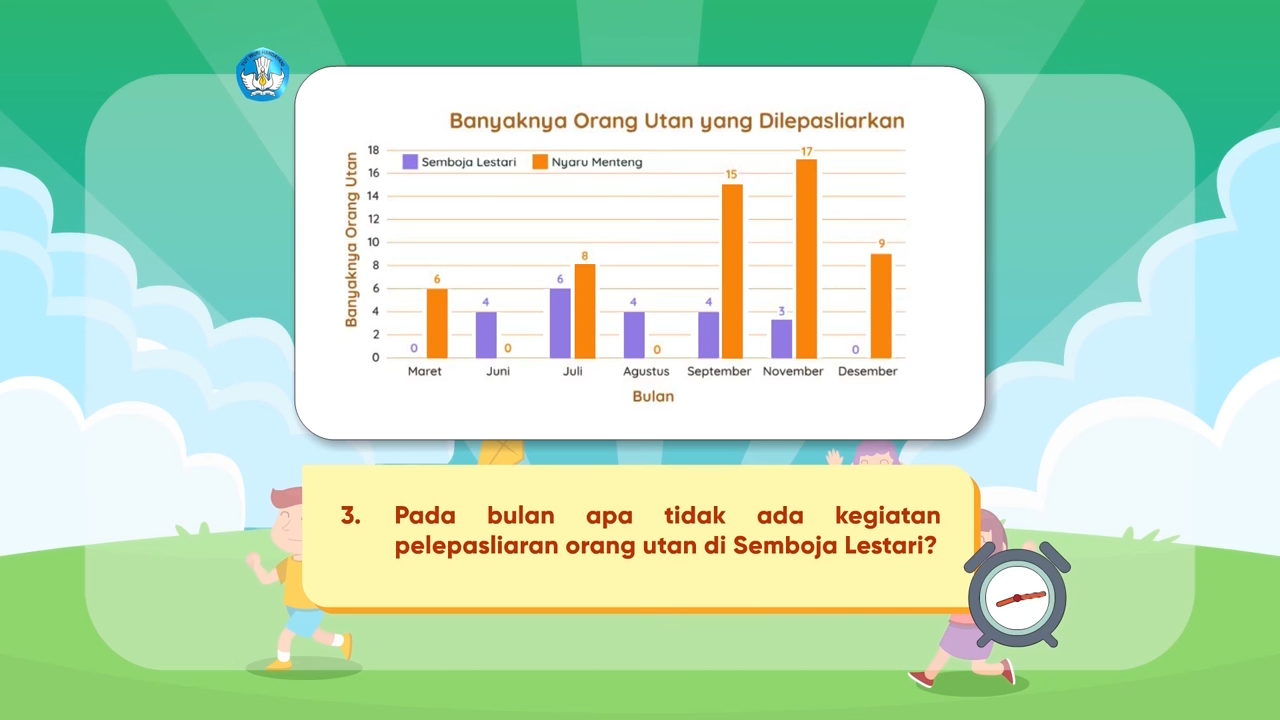 Banyaknya Orang Utan yang Dilepasliarkan
Banyaknya Orang Utan
18
16
14
12
10
8
6
4
2
0
Semboja Lestari Nyaru Menteng
0 6 4 0 6 8 4 0 4 15 3 17 0 9
Maret Juni Juli Agustus September November Desember
Bulan
3. Pada bulan apa tidak ada kegiatan
pelepasliaran orang utan di Semboja Lestari?